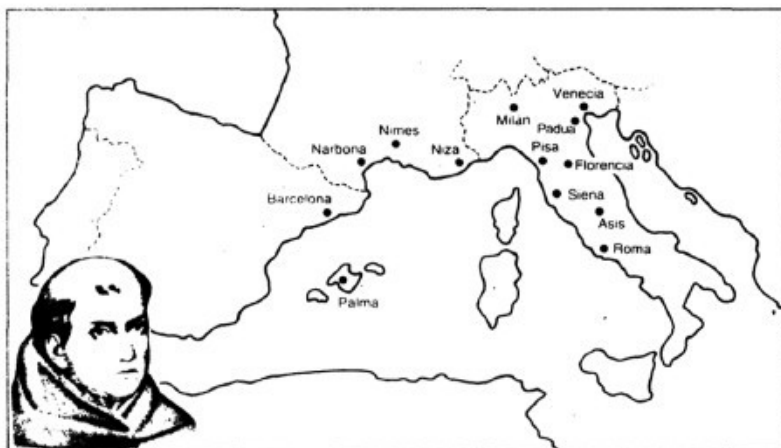 Venecia
Milan
Padua
Nimes
Pisa
Narbona
Niza
Florencia
Barcelona
Siena
Asis
Roma
Palma